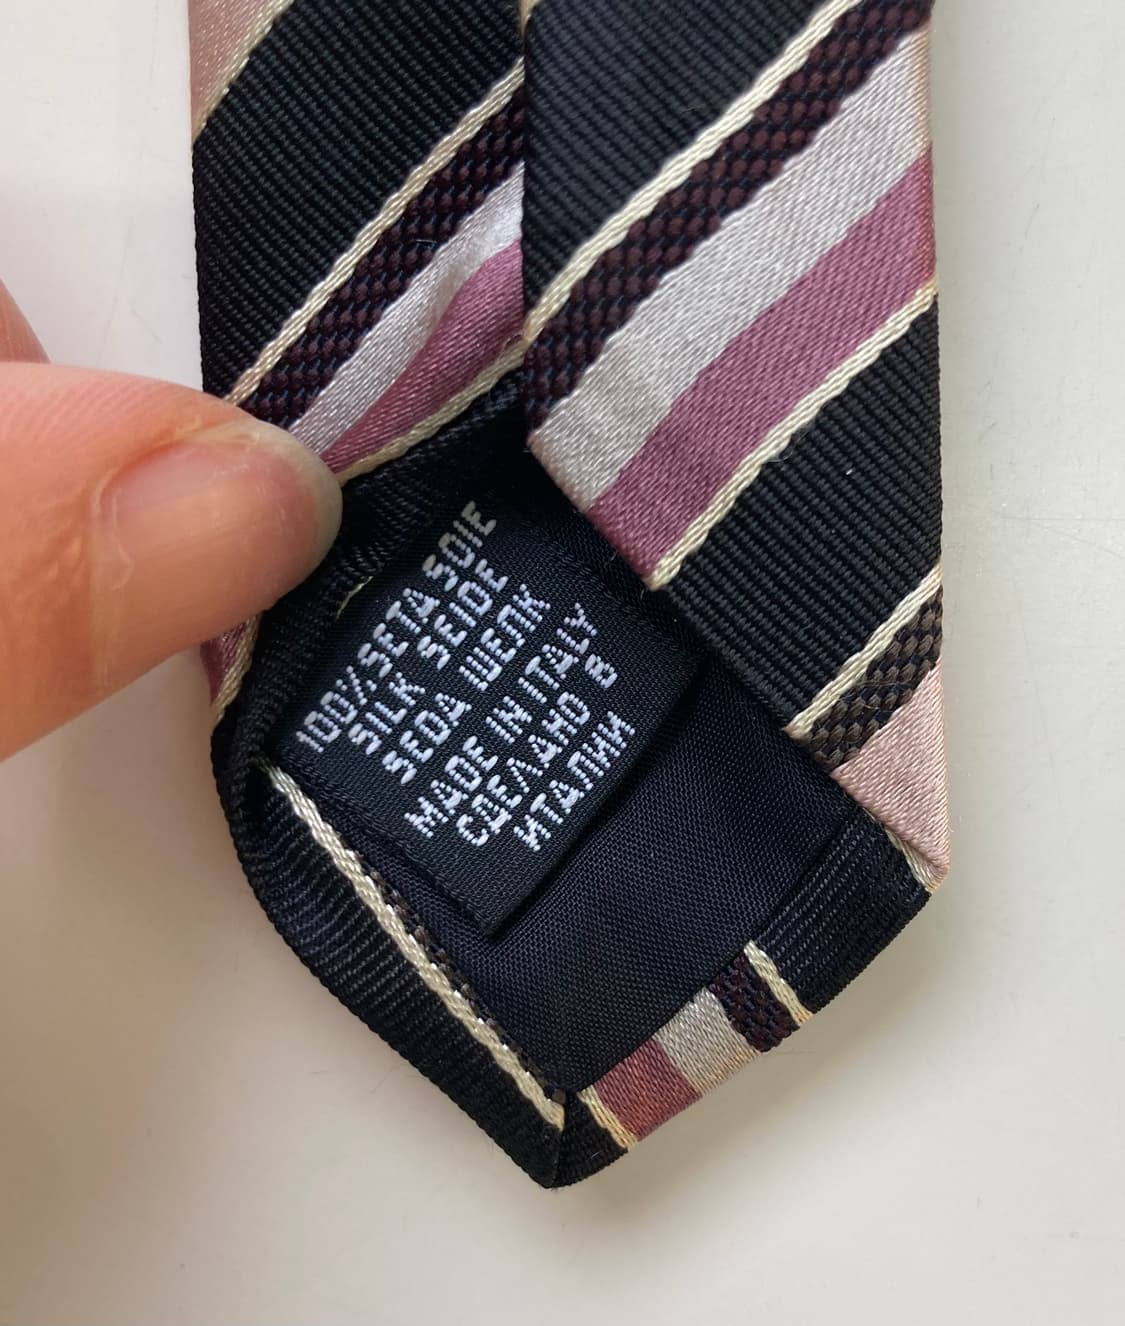 100% SETA SOIE
SILK SEIDE
SEDA ШЕЛК
MADE IN ITALY
СДЕЛАНО В
ИТАЛИИ